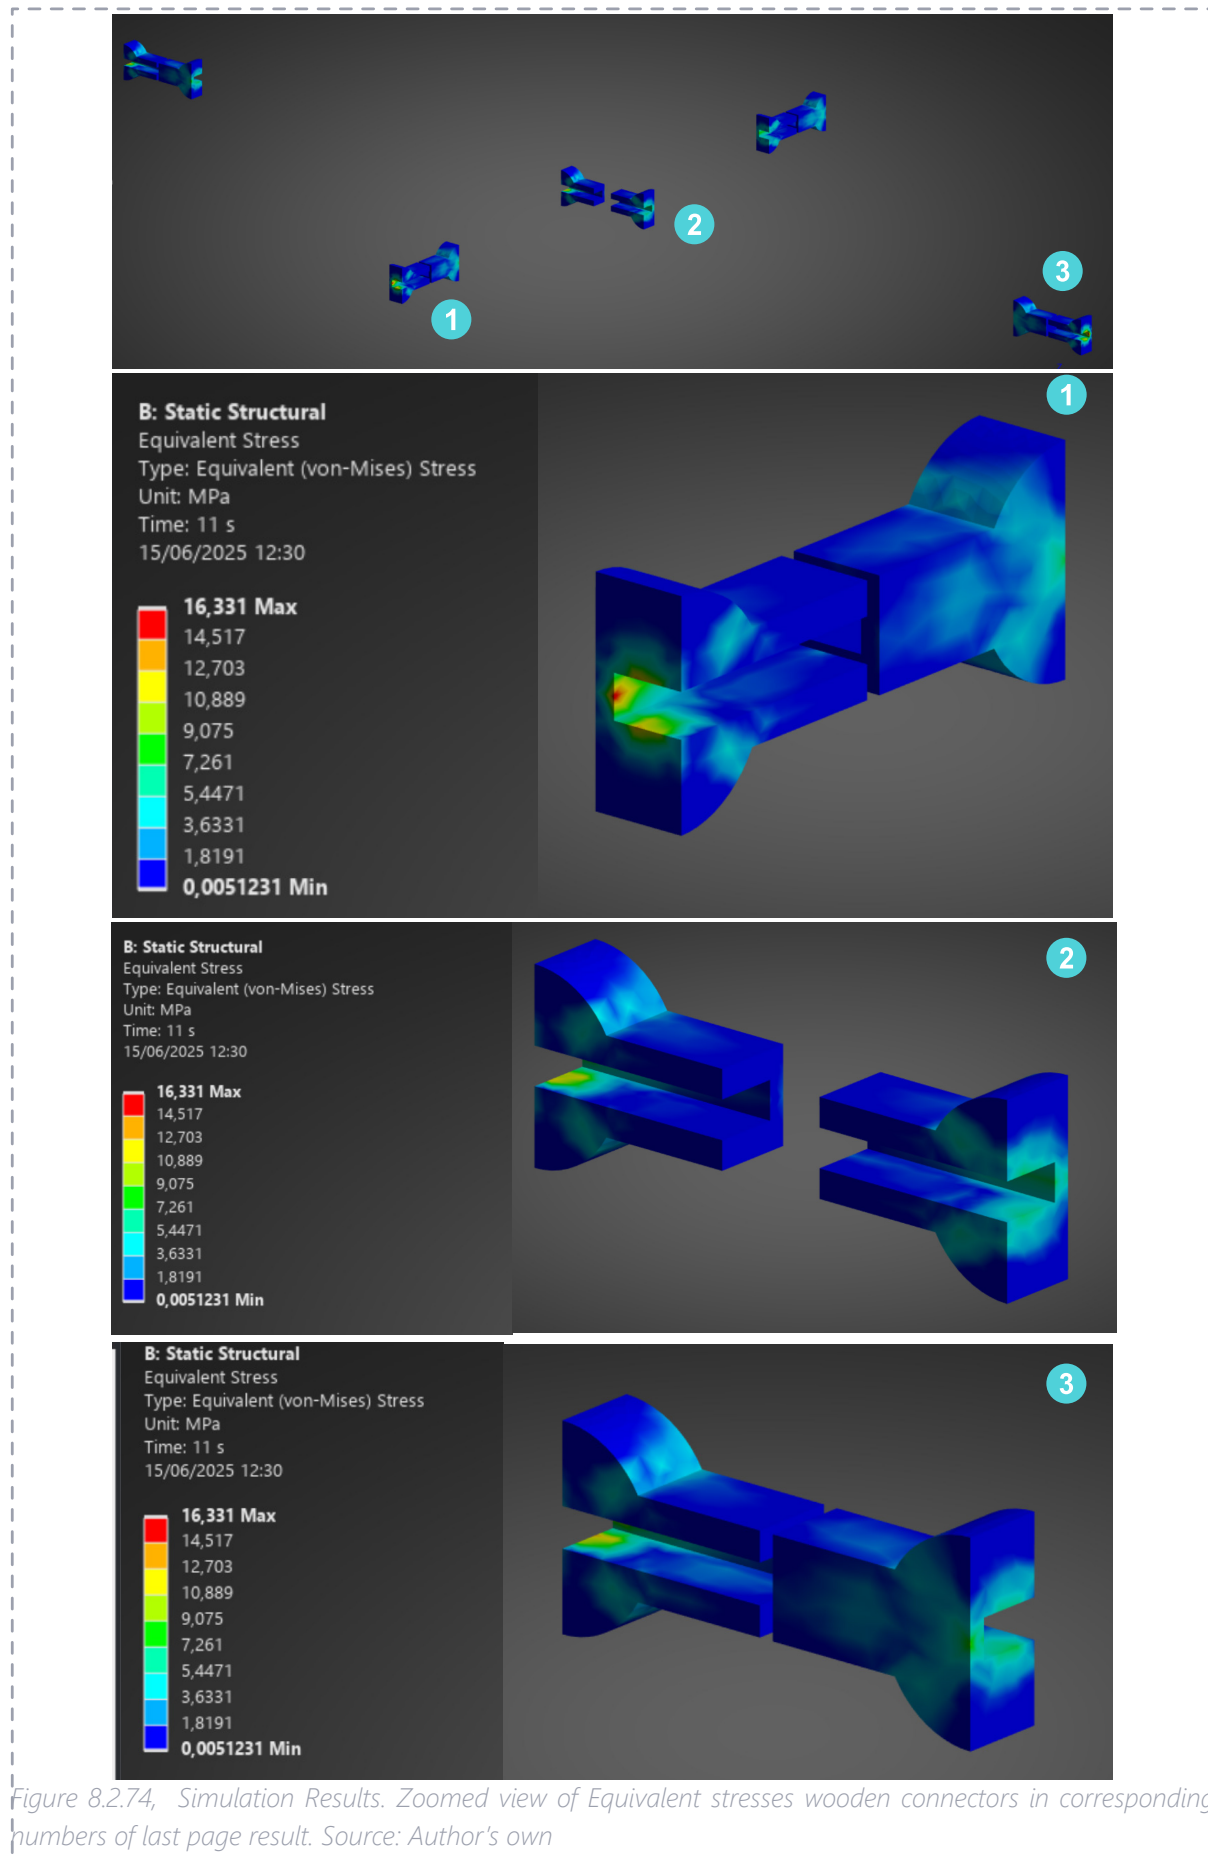 2
3
1
1
B: Static Structural
Equivalent Stress
Type: Equivalent (von-Mises) Stress
Unit: MPa
Time: 11 s
15/06/2025 12:30
16,331 Max
14,517
12,703
10,889
9,075
7,261
5,4471
3,6331
1,8191
0,0051231 Min
2
B: Static Structural
Equivalent Stress
Type: Equivalent (von-Mises) Stress
Unit: MPa
Time: 11 s
15/06/2025 12:30
16,331 Max
14,517
12,703
10,889
9,075
7,261
5,4471
3,6331
1,8191
0,0051231 Min
3
B: Static Structural
Equivalent Stress
Type: Equivalent (von-Mises) Stress
Unit: MPa
Time: 11 s
15/06/2025 12:30
16,331 Max
14,517
12,703
10,889
9,075
7,261
5,4471
3,6331
1,8191
0,0051231 Min
Figure 8.2.74, Simulation Results. Zoomed view of Equivalent stresses wooden connectors in corresponding
numbers of last page result. Source: Author's own